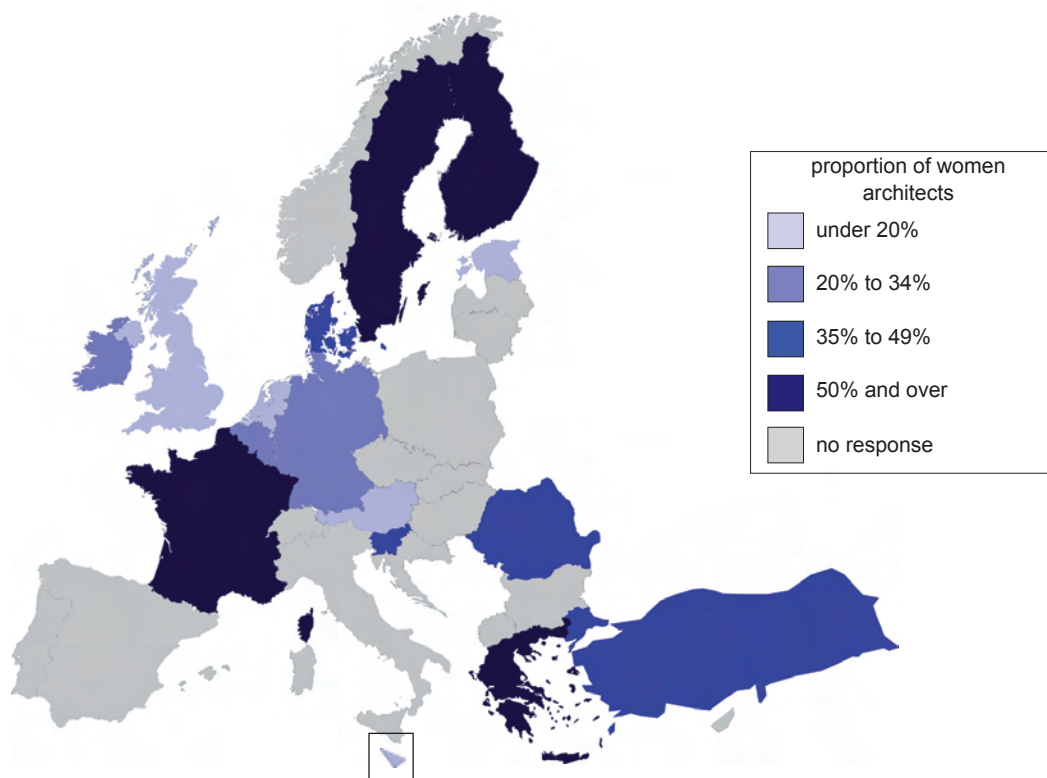 proportion of women
architects
under 20%
20% to 34%
35% to 49%
50% and over
no response